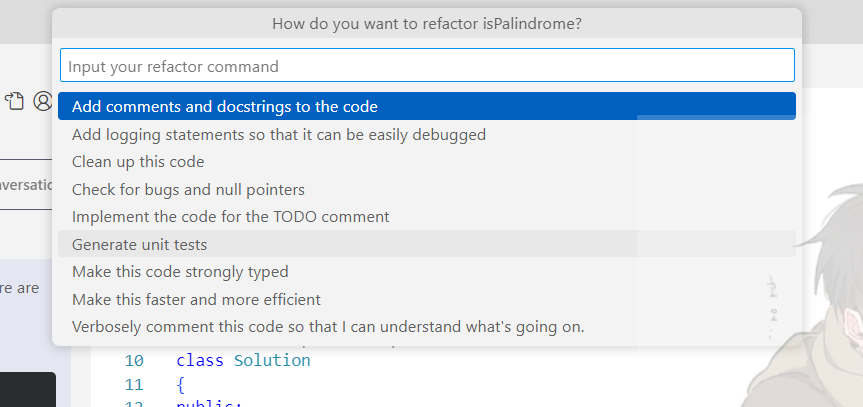 How do you want to refactor isPalindrome?
Input your refactor command
Add comments and docstrings to the code
Add logging statements so that it can be easily debugged
Clean up this code
nversatio
Check for bugs and null pointers
Implement the code for the TODO comment
Generate unit tests
Make this code strongly typed
re are
Make this faster and more efficient
Verbosely comment this code so that I can understand what's going on.
10 class Solution
11 {
12 public: